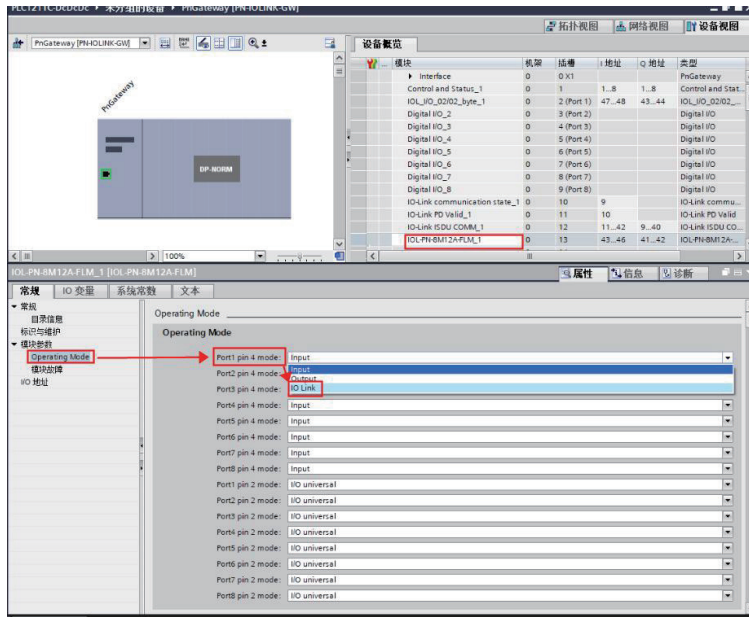 PLC1211C-DCDCDC ▸ 未分组的设备 ▸ PnGateway [PN-IOLINK-GW]
拓扑视图 网络视图 设备视图
PnGateway [PN-IOLINK-GW]
设备概览
模块 机架 插槽 I 地址 Q 地址 类型
Interface 0 0 X1 PnGateway
Control and Status_1 0 1 1...8 1...8 Control and Stat...
IOL_I/O_02/02_byte_1 0 2 (Port 1) 47...48 43...44 IOL_I/O_02/02_...
Digital I/O_2 0 3 (Port 2) Digital I/O
Digital I/O_3 0 4 (Port 3) Digital I/O
Digital I/O_4 0 5 (Port 4) Digital I/O
Digital I/O_5 0 6 (Port 5) Digital I/O
Digital I/O_6 0 7 (Port 6) Digital I/O
Digital I/O_7 0 8 (Port 7) Digital I/O
Digital I/O_8 0 9 (Port 8) Digital I/O
IO-Link communication state_1 0 10 9 IO-Link commu...
IO-Link PD Valid_1 0 11 10 IO-Link PD Valid
IO-Link ISDU COMM_1 0 12 11...42 9...40 IO-Link ISDU CO...
IOL-PN-8M12A-FLM_1 0 13 43...46 41...42 IOL-PN-8M12A-...
PnGateway
DP-NORM
100%
IOL-PN-8M12A-FLM_1 [IOL-PN-8M12A-FLM]
属性 信息 诊断
常规 IO 变量 系统常数 文本
常规
目录信息
标识与维护
模块参数
Operating Mode
模块故障
I/O 地址
Operating Mode
Operating Mode
Port1 pin 4 mode: Input
Port2 pin 4 mode: Input
Output
Port3 pin 4 mode: IO Link
Port4 pin 4 mode: Input
Port5 pin 4 mode: Input
Port6 pin 4 mode: Input
Port7 pin 4 mode: Input
Port8 pin 4 mode: Input
Port1 pin 2 mode: I/O universal
Port2 pin 2 mode: I/O universal
Port3 pin 2 mode: I/O universal
Port4 pin 2 mode: I/O universal
Port5 pin 2 mode: I/O universal
Port6 pin 2 mode: I/O universal
Port7 pin 2 mode: I/O universal
Port8 pin 2 mode: I/O universal